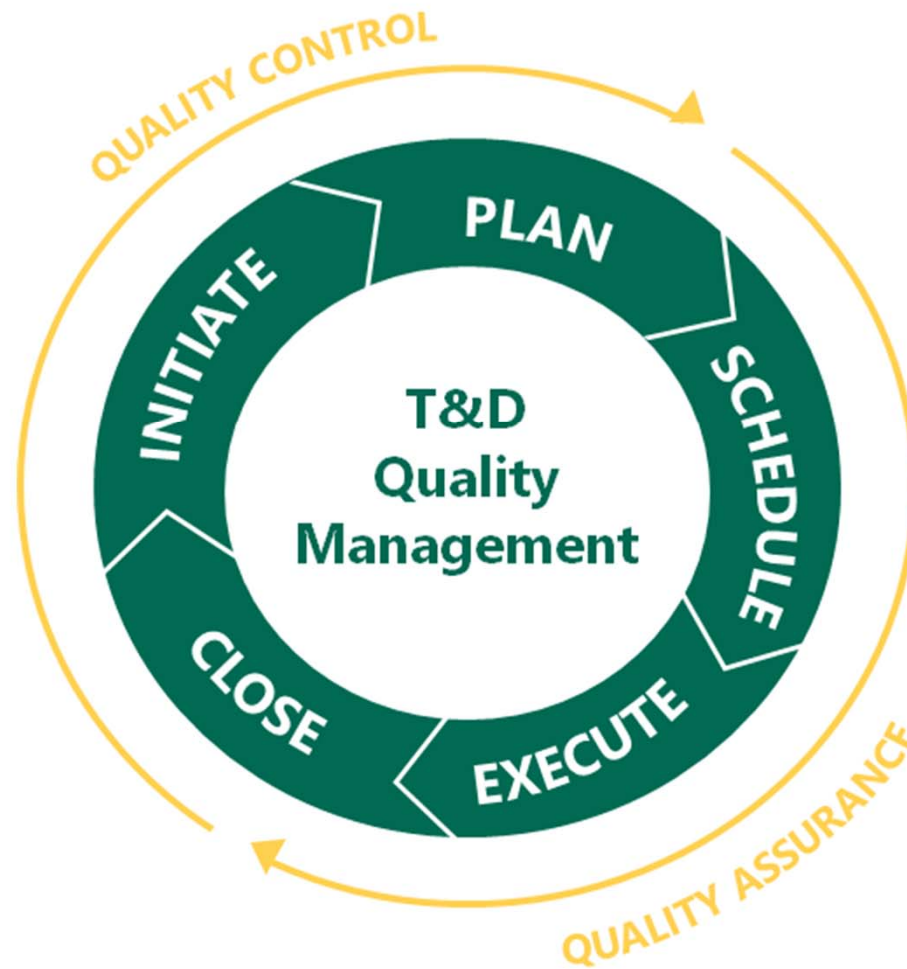 QUALITY CONTROL
INITIATE
PLAN
SCHEDULE
EXECUTE
CLOSE
T&D
Quality
Management
QUALITY ASSURANCE